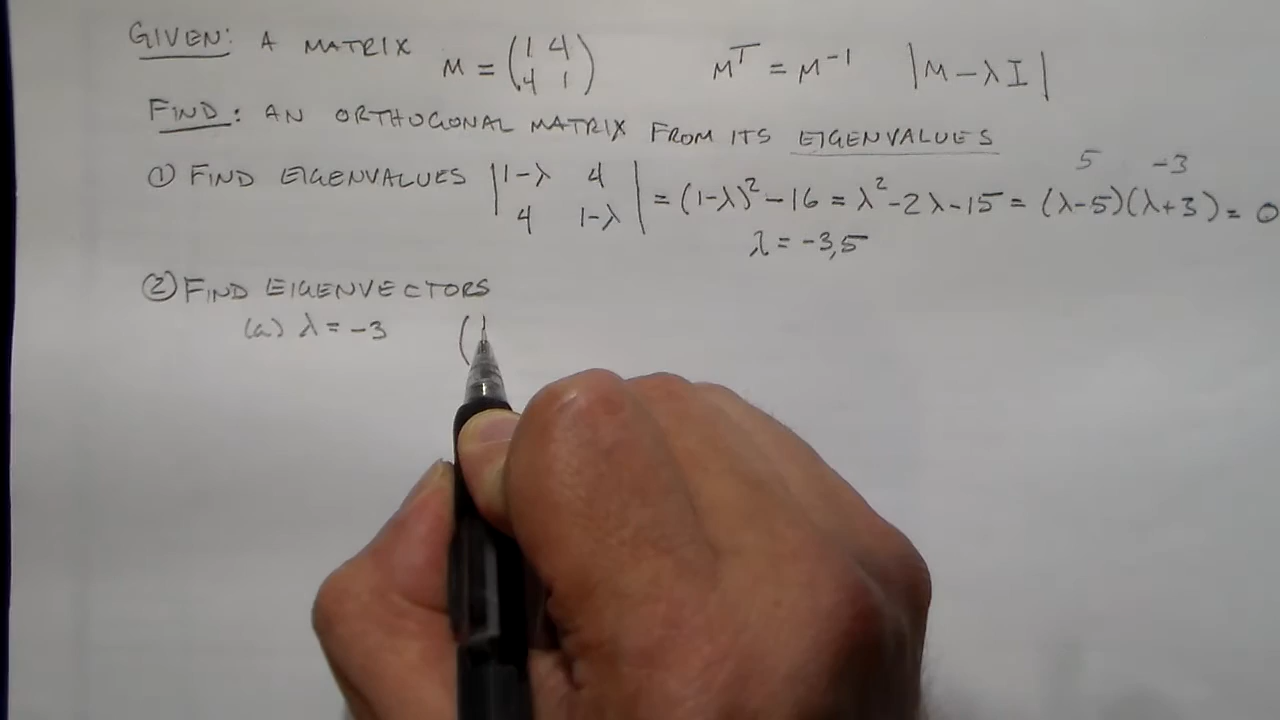 GIVEN: A MATRIX M = (1 4 4 1) M^T = M^-1 |M - λI|
FIND: AN ORTHOGONAL MATRIX FROM ITS EIGENVALUES
5 -3
① FIND EIGENVALUES |1-λ 4 4 1-λ| = (1-λ)^2 - 16 = λ^2 - 2λ - 15 = (λ-5)(λ+3) = 0
λ = -3,5
② FIND EIGENVECTORS
(a) λ = -3 (